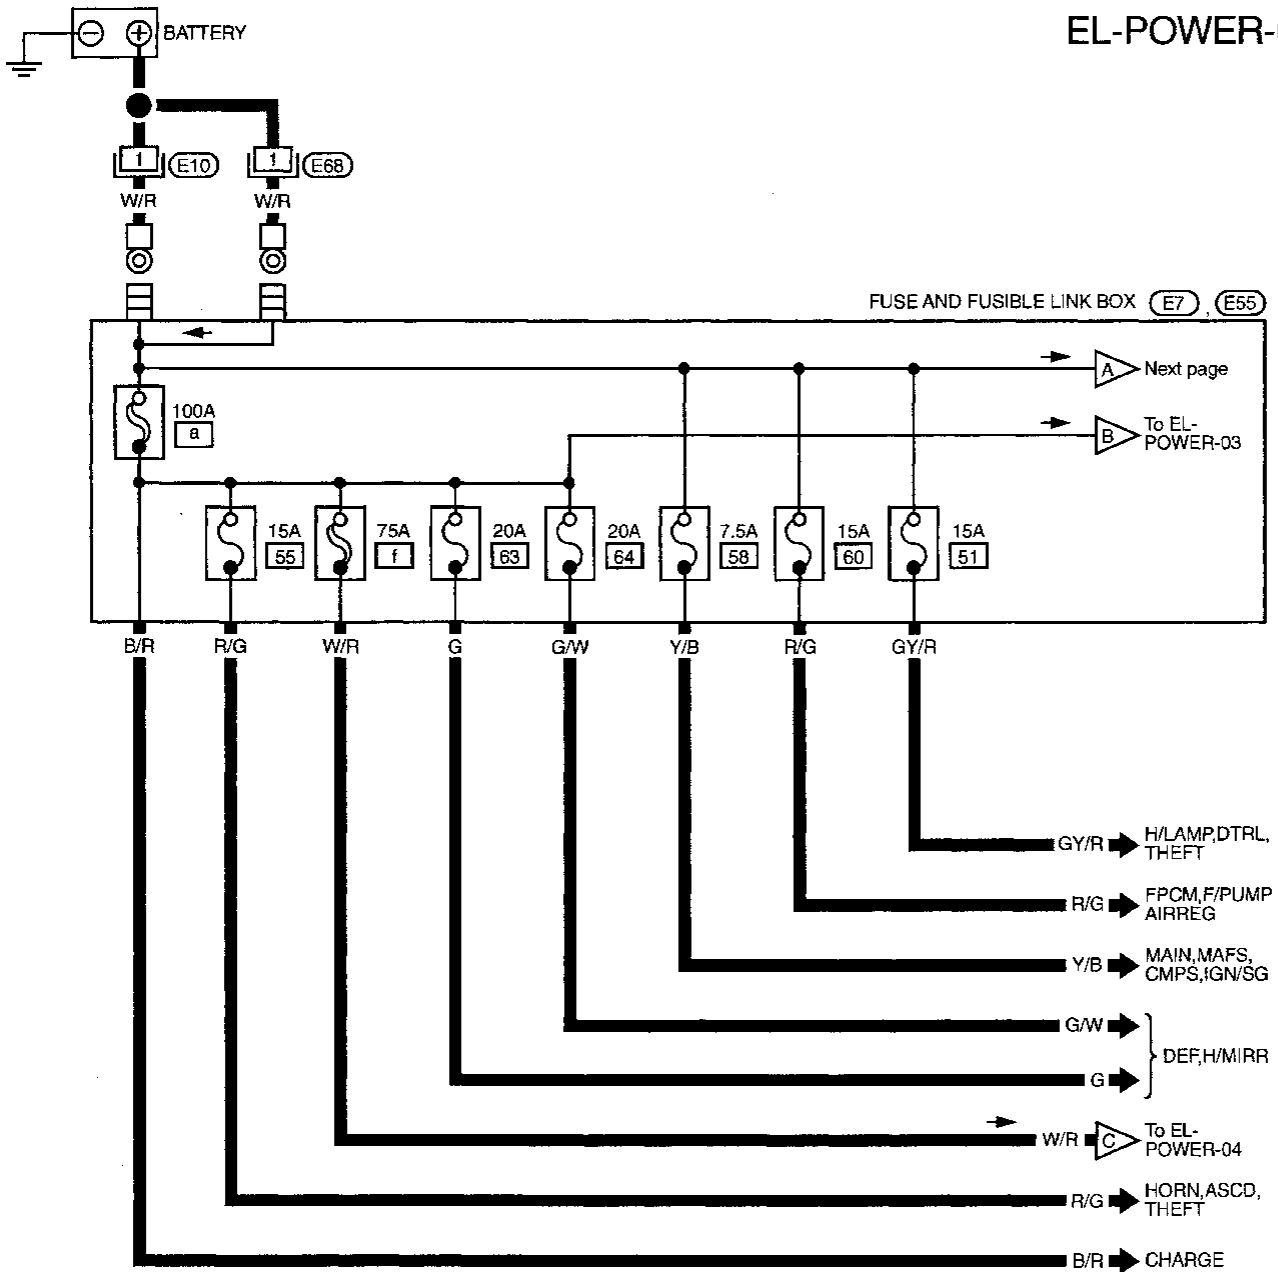 EL-POWER-
BATTERY
1 E10 1 E68
W/R W/R
FUSE AND FUSIBLE LINK BOX E7 , E55
A Next page
100A
a
B To EL-
POWER-03
15A 75A 20A 20A 7.5A 15A 15A
55 f 63 64 58 60 51
B/R R/G W/R G G/W Y/B R/G GY/R
GY/R H/LAMP,DTRL,
THEFT
R/G FPCM,F/PUMP
AIRREG
Y/B MAIN,MAFS,
CMPS,IGN/SG
G/W
DEF,H/MIRR
G
W/R C To EL-
POWER-04
R/G HORN,ASCD,
THEFT
B/R CHARGE